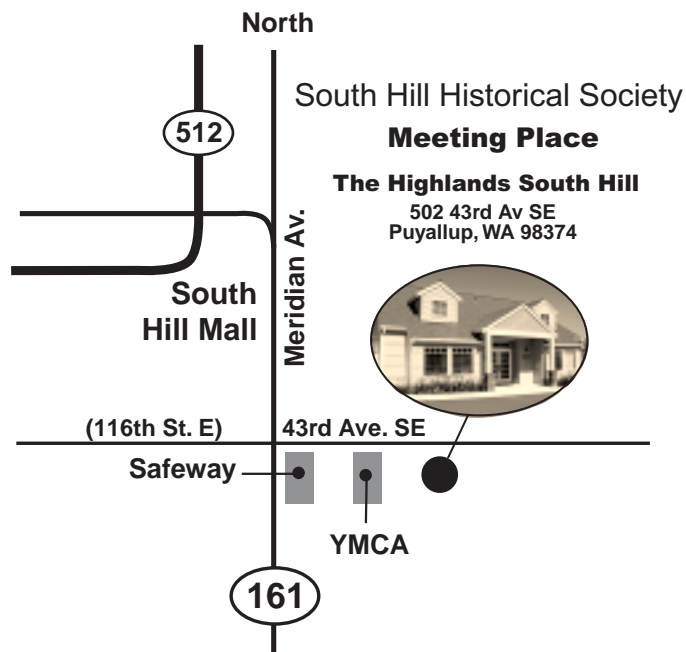 North
South Hill Historical Society
512
Meeting Place
The Highlands South Hill
502 43rd Av SE
Puyallup, WA 98374
Meridian Av.
South
Hill Mall
(116th St. E)
43rd Ave. SE
Safeway
YMCA
161